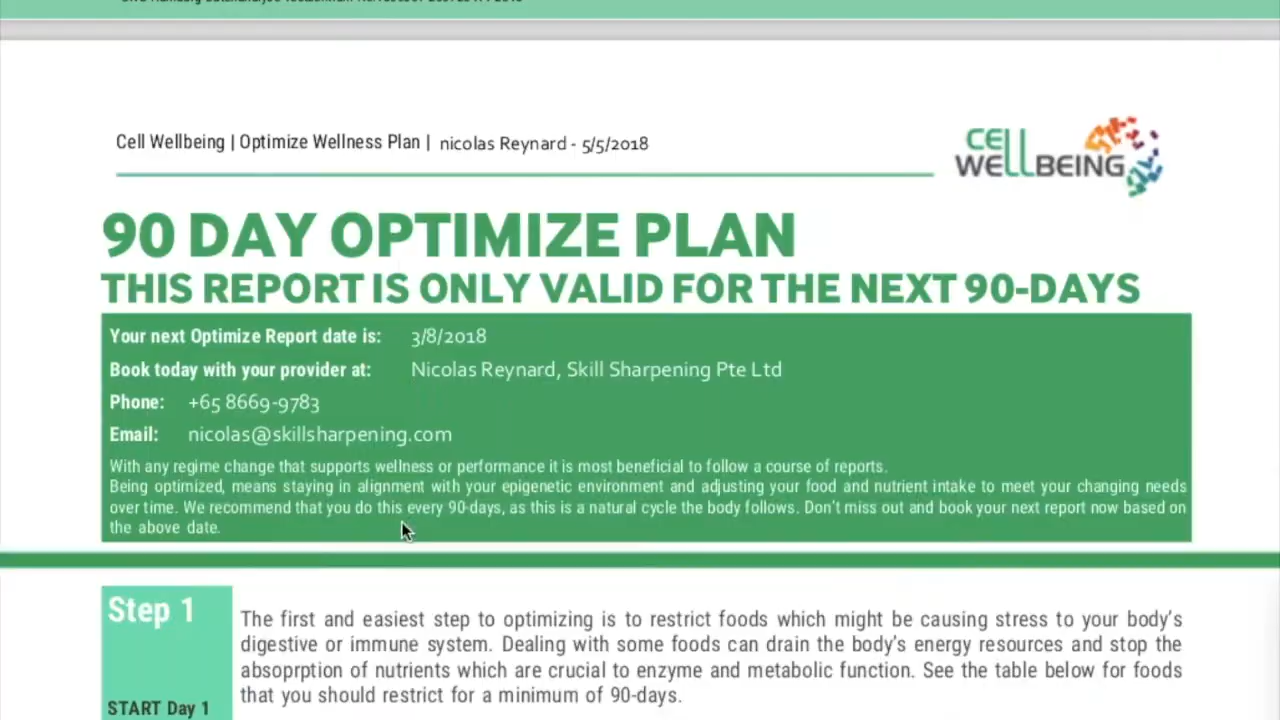 Cell Wellbeing | Optimize Wellness Plan | nicolas Reynard - 5/5/2018
CELL
WELLBEING
90 DAY OPTIMIZE PLAN
THIS REPORT IS ONLY VALID FOR THE NEXT 90-DAYS
Your next Optimize Report date is: 3/8/2018
Book today with your provider at: Nicolas Reynard, Skill Sharpening Pte Ltd
Phone: +65 8669-9783
Email: nicolas@skillsharpening.com
With any regime change that supports wellness or performance it is most beneficial to follow a course of reports.
Being optimized, means staying in alignment with your epigenetic environment and adjusting your food and nutrient intake to meet your changing needs
over time. We recommend that you do this every 90-days, as this is a natural cycle the body follows. Don't miss out and book your next report now based on
the above date.
Step 1
The first and easiest step to optimizing is to restrict foods which might be causing stress to your body's
digestive or immune system. Dealing with some foods can drain the body's energy resources and stop the
absoprption of nutrients which are crucial to enzyme and metabolic function. See the table below for foods
that you should restrict for a minimum of 90-days.
START Day 1